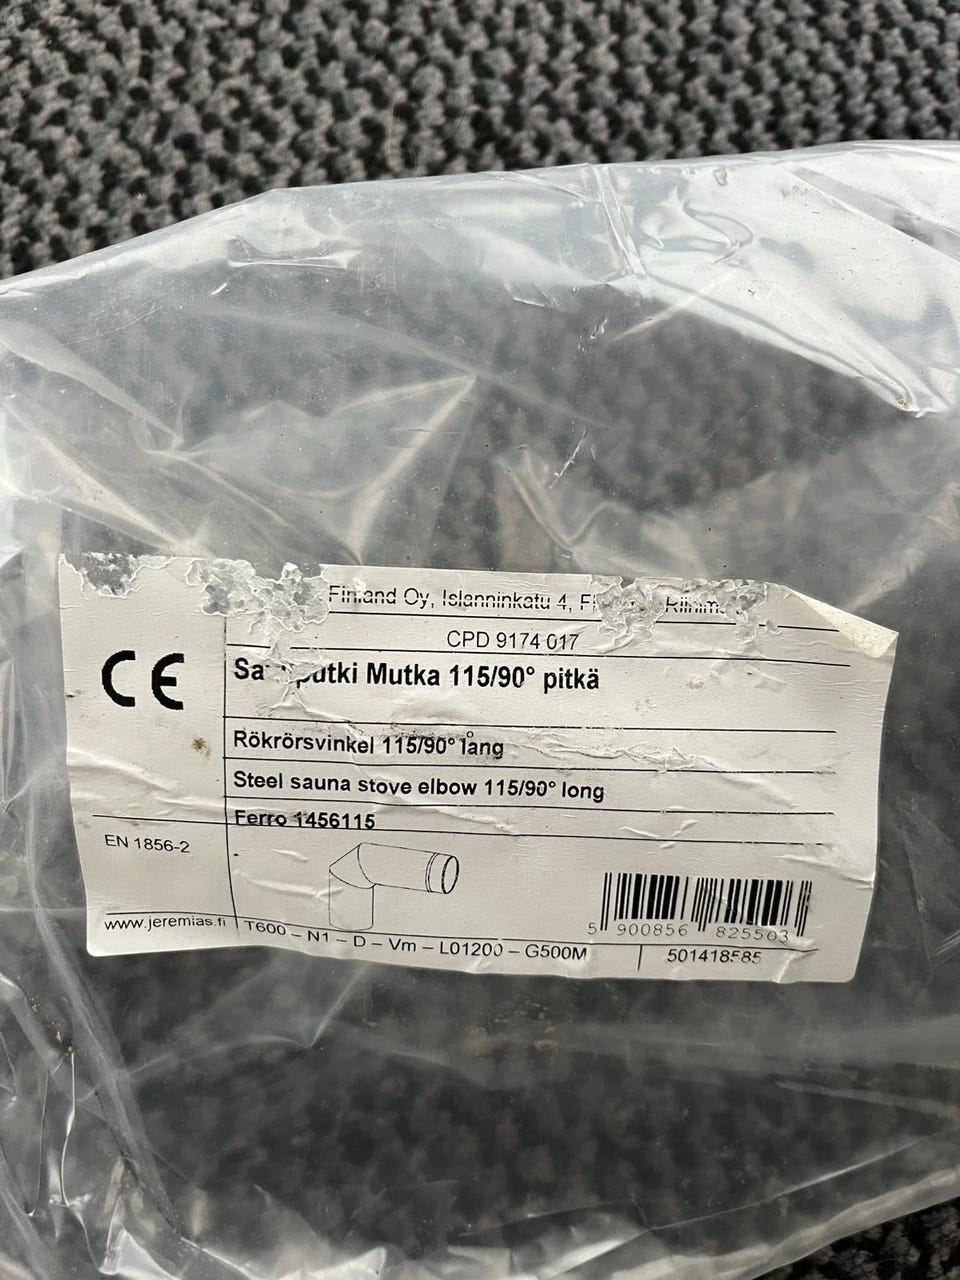 Finland Oy, Islanninkatu 4,
CPD 9174 017
CE
Mutka 115/90° pitkä
Rökrörsvinkel 115/90° lång
Steel sauna stove elbow 115/90° long
Ferro 1456115
EN 1856-2
5 900856 825503
www.jeremias.fi
T600 – N1 – D – Vm – L01200 – G500M
501418585